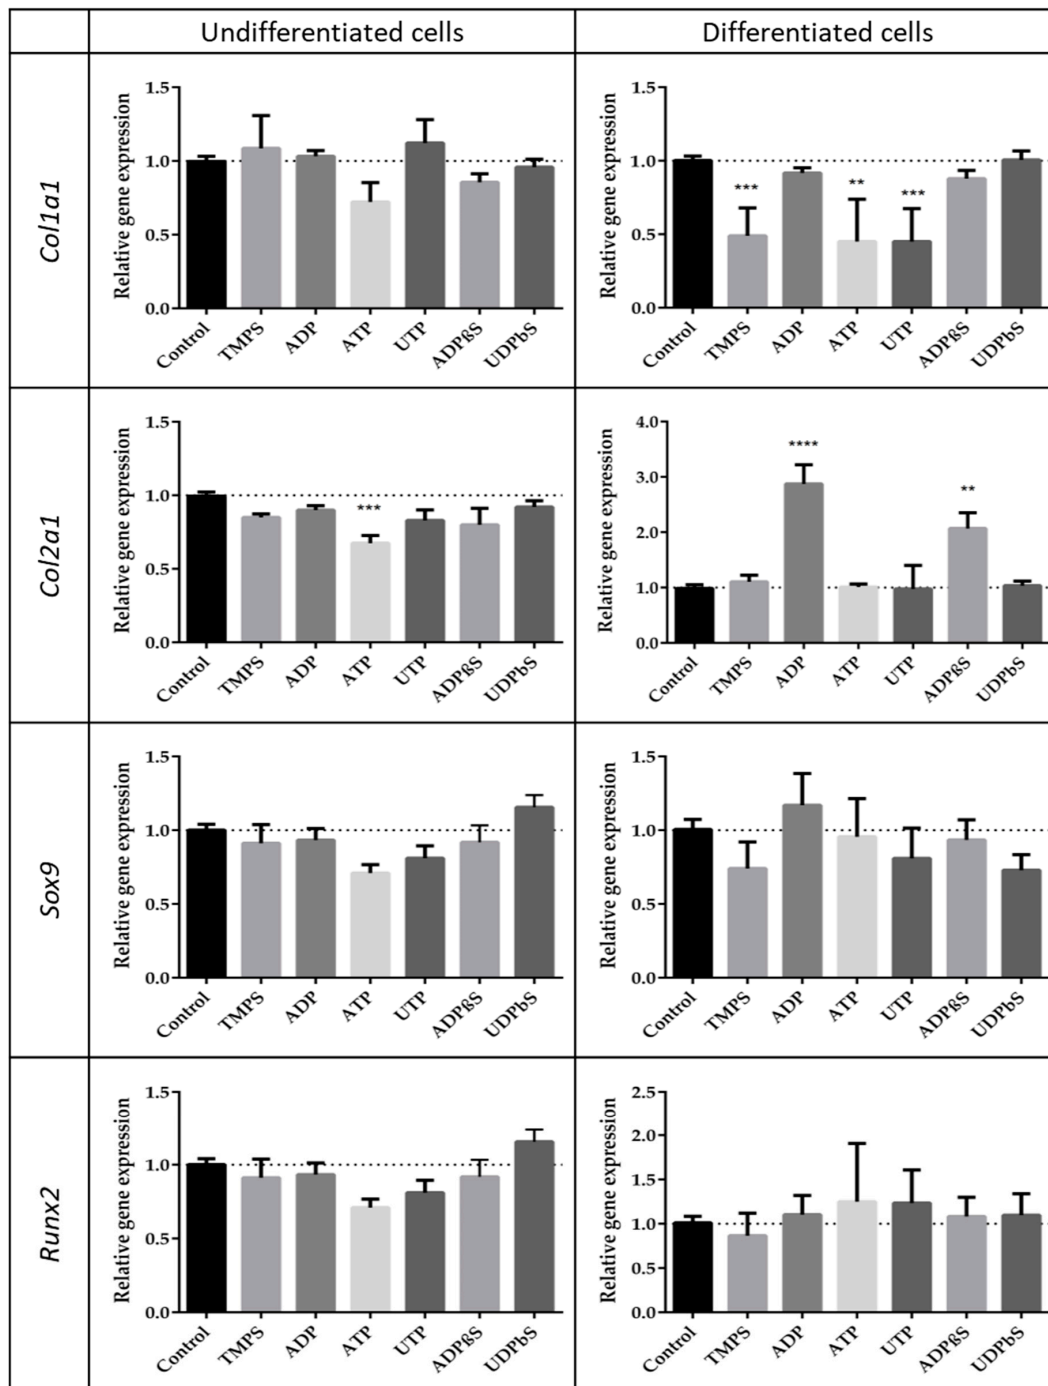 Undifferentiated cells
Differentiated cells
Col1a1
Relative gene expression
1.5
1.0
0.5
0.0
Control
TMPS
ADP
ATP
UTP
ADPßS
UDPbS
Relative gene expression
1.5
1.0
0.5
0.0
***
**
***
Control
TMPS
ADP
ATP
UTP
ADPßS
UDPbS
Col2a1
Relative gene expression
1.5
1.0
0.5
0.0
***
Control
TMPS
ADP
ATP
UTP
ADPßS
UDPbS
Relative gene expression
4.0
3.0
2.0
1.0
0.0
****
**
Control
TMPS
ADP
ATP
UTP
ADPßS
UDPbS
Sox9
Relative gene expression
1.5
1.0
0.5
0.0
Control
TMPS
ADP
ATP
UTP
ADPßS
UDPbS
Relative gene expression
1.5
1.0
0.5
0.0
Control
TMPS
ADP
ATP
UTP
ADPßS
UDPbS
Runx2
Relative gene expression
1.5
1.0
0.5
0.0
Control
TMPS
ADP
ATP
UTP
ADPßS
UDPbS
Relative gene expression
2.5
2.0
1.5
1.0
0.5
0.0
Control
TMPS
ADP
ATP
UTP
ADPßS
UDPbS